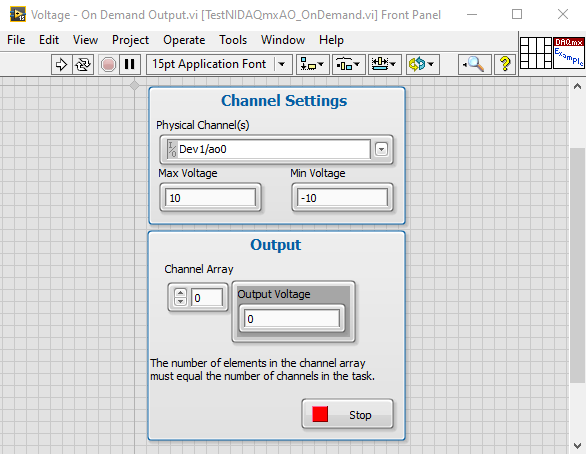 Voltage - On Demand Output.vi [TestNIDAQmxAO_OnDemand.vi] Front Panel
File Edit View Project Operate Tools Window Help
15pt Application Font
?
DAQmx
Example
Channel Settings
Physical Channel(s)
I/O Dev1/ao0
Max Voltage Min Voltage
10 -10
Output
Channel Array
0 Output Voltage
0
The number of elements in the channel array
must equal the number of channels in the task.
Stop